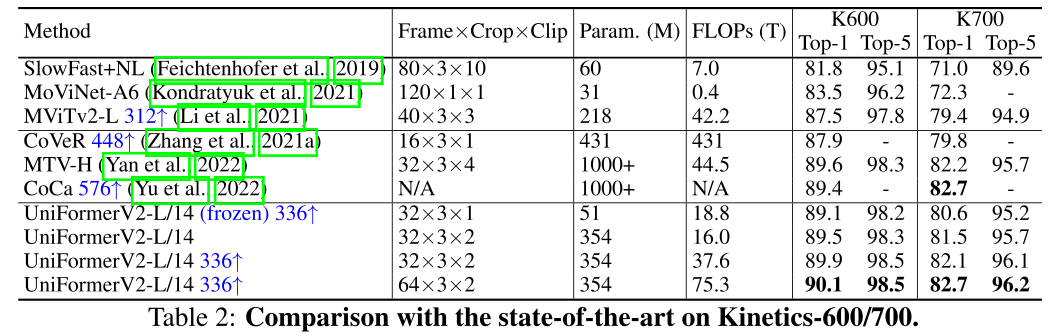 Method Frame×Crop×Clip Param. (M) FLOPs (T) K600 K700
Top-1 Top-5 Top-1 Top-5
SlowFast+NL (Feichtenhofer et al., 2019) 80×3×10 60 7.0 81.8 95.1 71.0 89.6
MoViNet-A6 (Kondratyuk et al., 2021) 120×1×1 31 0.4 83.5 96.2 72.3 -
MViTv2-L 312↑ (Li et al., 2021) 40×3×3 218 42.2 87.5 97.8 79.4 94.9
CoVeR 448↑ (Zhang et al., 2021a) 16×3×1 431 431 87.9 - 79.8 -
MTV-H (Yan et al., 2022) 32×3×4 1000+ 44.5 89.6 98.3 82.2 95.7
CoCa 576↑ (Yu et al., 2022) N/A 1000+ N/A 89.4 - 82.7 -
UniFormerV2-L/14 (frozen) 336↑ 32×3×1 51 18.8 89.1 98.2 80.6 95.2
UniFormerV2-L/14 32×3×2 354 16.0 89.5 98.3 81.5 95.7
UniFormerV2-L/14 336↑ 32×3×2 354 37.6 89.9 98.5 82.1 96.1
UniFormerV2-L/14 336↑ 64×3×2 354 75.3 90.1 98.5 82.7 96.2
Table 2: Comparison with the state-of-the-art on Kinetics-600/700.